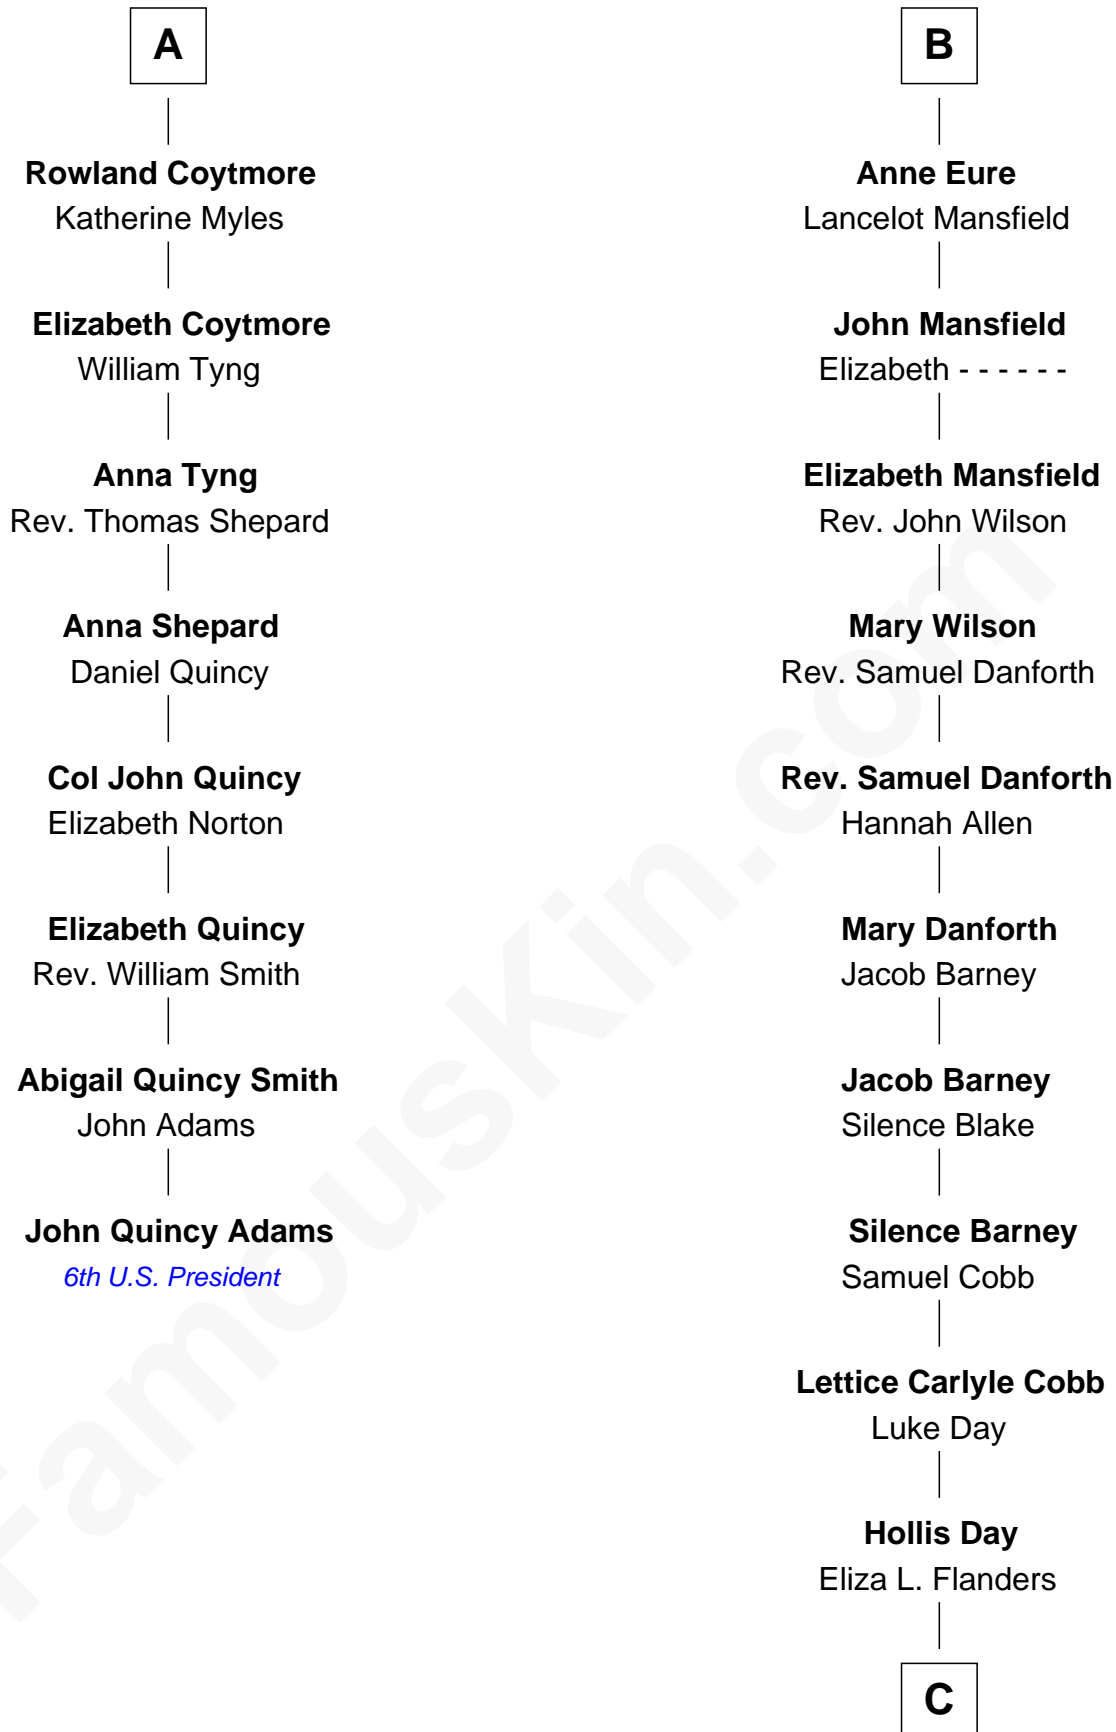 A
Rowland Coytmore
Katherine Myles
Elizabeth Coytmore
William Tyng
Anna Tyng
Rev. Thomas Shepard
Anna Shepard
Daniel Quincy
Col John Quincy
Elizabeth Norton
Elizabeth Quincy
Rev. William Smith
Abigail Quincy Smith
John Adams
John Quincy Adams
6th U.S. President
B
Anne Eure
Lancelot Mansfield
John Mansfield
Elizabeth - - - - - -
Elizabeth Mansfield
Rev. John Wilson
Mary Wilson
Rev. Samuel Danforth
Rev. Samuel Danforth
Hannah Allen
Mary Danforth
Jacob Barney
Jacob Barney
Silence Blake
Silence Barney
Samuel Cobb
Lettice Carlyle Cobb
Luke Day
Hollis Day
Eliza L. Flanders
C
FamousKin.com